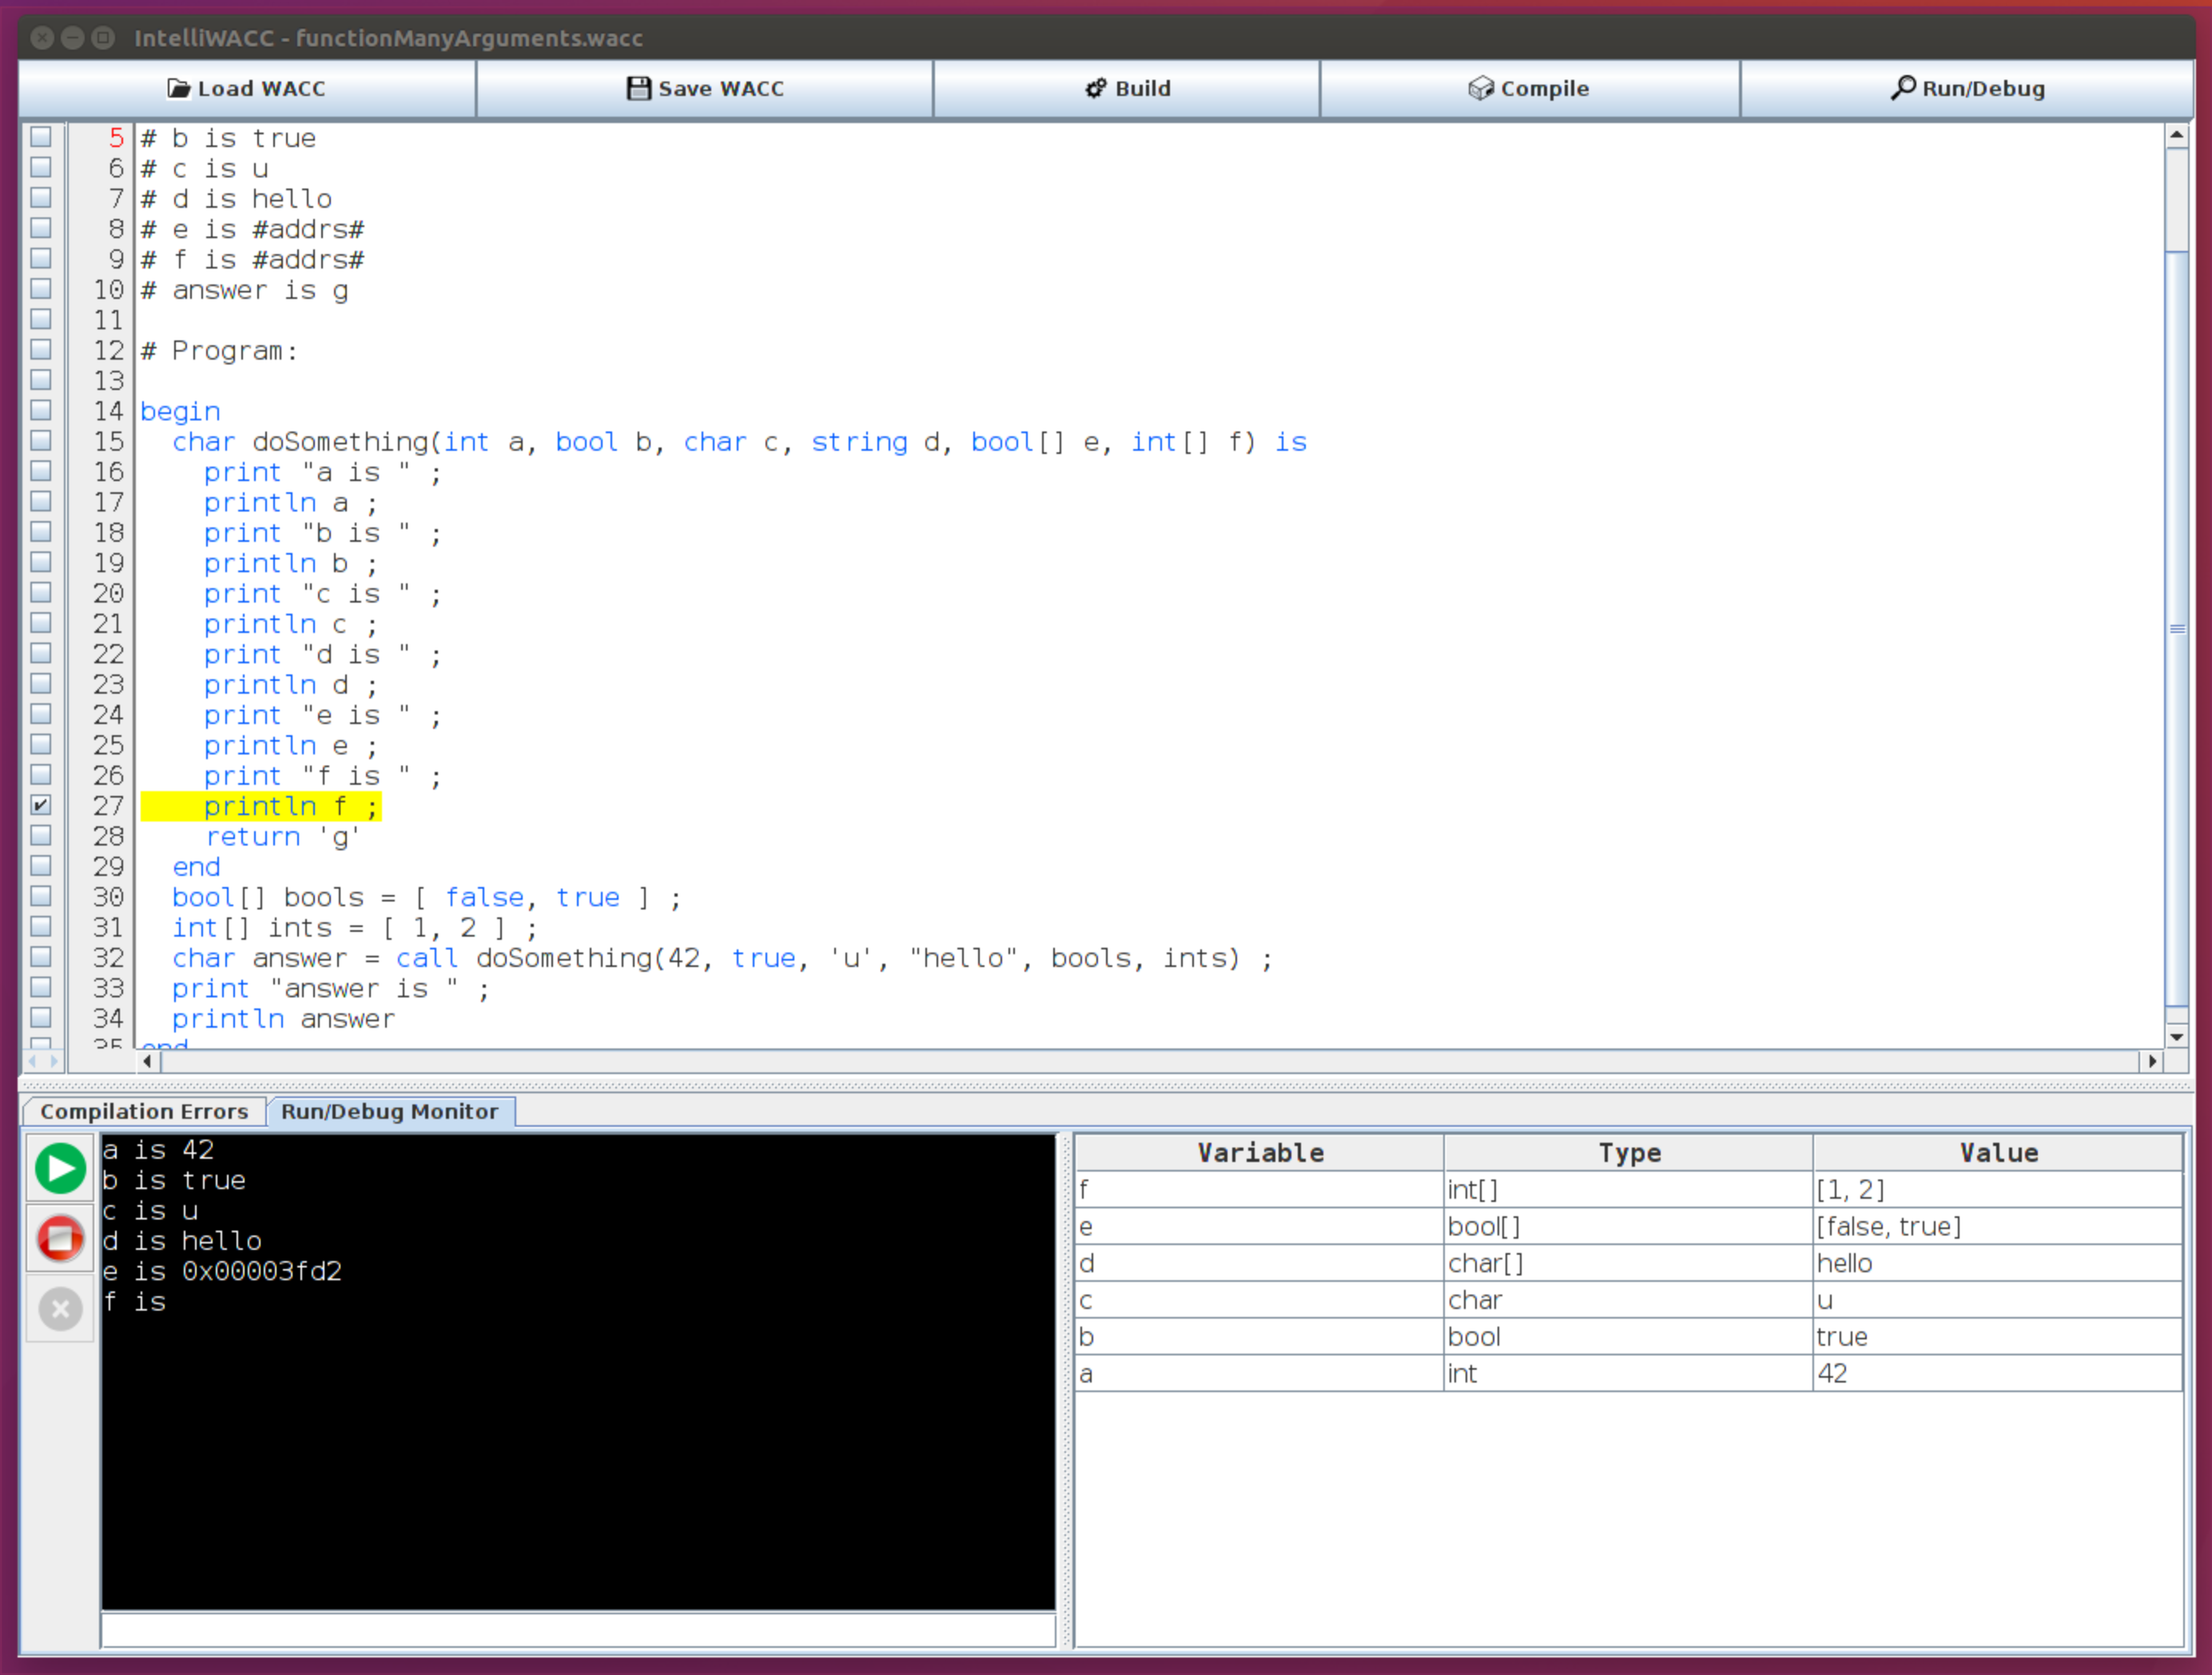 IntelliWACC - functionManyArguments.wacc
Load WACC Save WACC Build Compile Run/Debug
5 # b is true
6 # c is u
7 # d is hello
8 # e is #addrs#
9 # f is #addrs#
10 # answer is g
11
12 # Program:
13
14 begin
15   char doSomething(int a, bool b, char c, string d, bool[] e, int[] f) is
16     print "a is " ;
17     println a ;
18     print "b is " ;
19     println b ;
20     print "c is " ;
21     println c ;
22     print "d is " ;
23     println d ;
24     print "e is " ;
25     println e ;
26     print "f is " ;
27     println f ;
28     return 'g'
29   end
30   bool[] bools = [ false, true ] ;
31   int[] ints = [ 1, 2 ] ;
32   char answer = call doSomething(42, true, 'u', "hello", bools, ints) ;
33   print "answer is " ;
34   println answer
35 end
Compilation Errors Run/Debug Monitor
a is 42
b is true
c is u
d is hello
e is 0x00003fd2
f is
Variable Type Value
f int[] [1, 2]
e bool[] [false, true]
d char[] hello
c char u
b bool true
a int 42